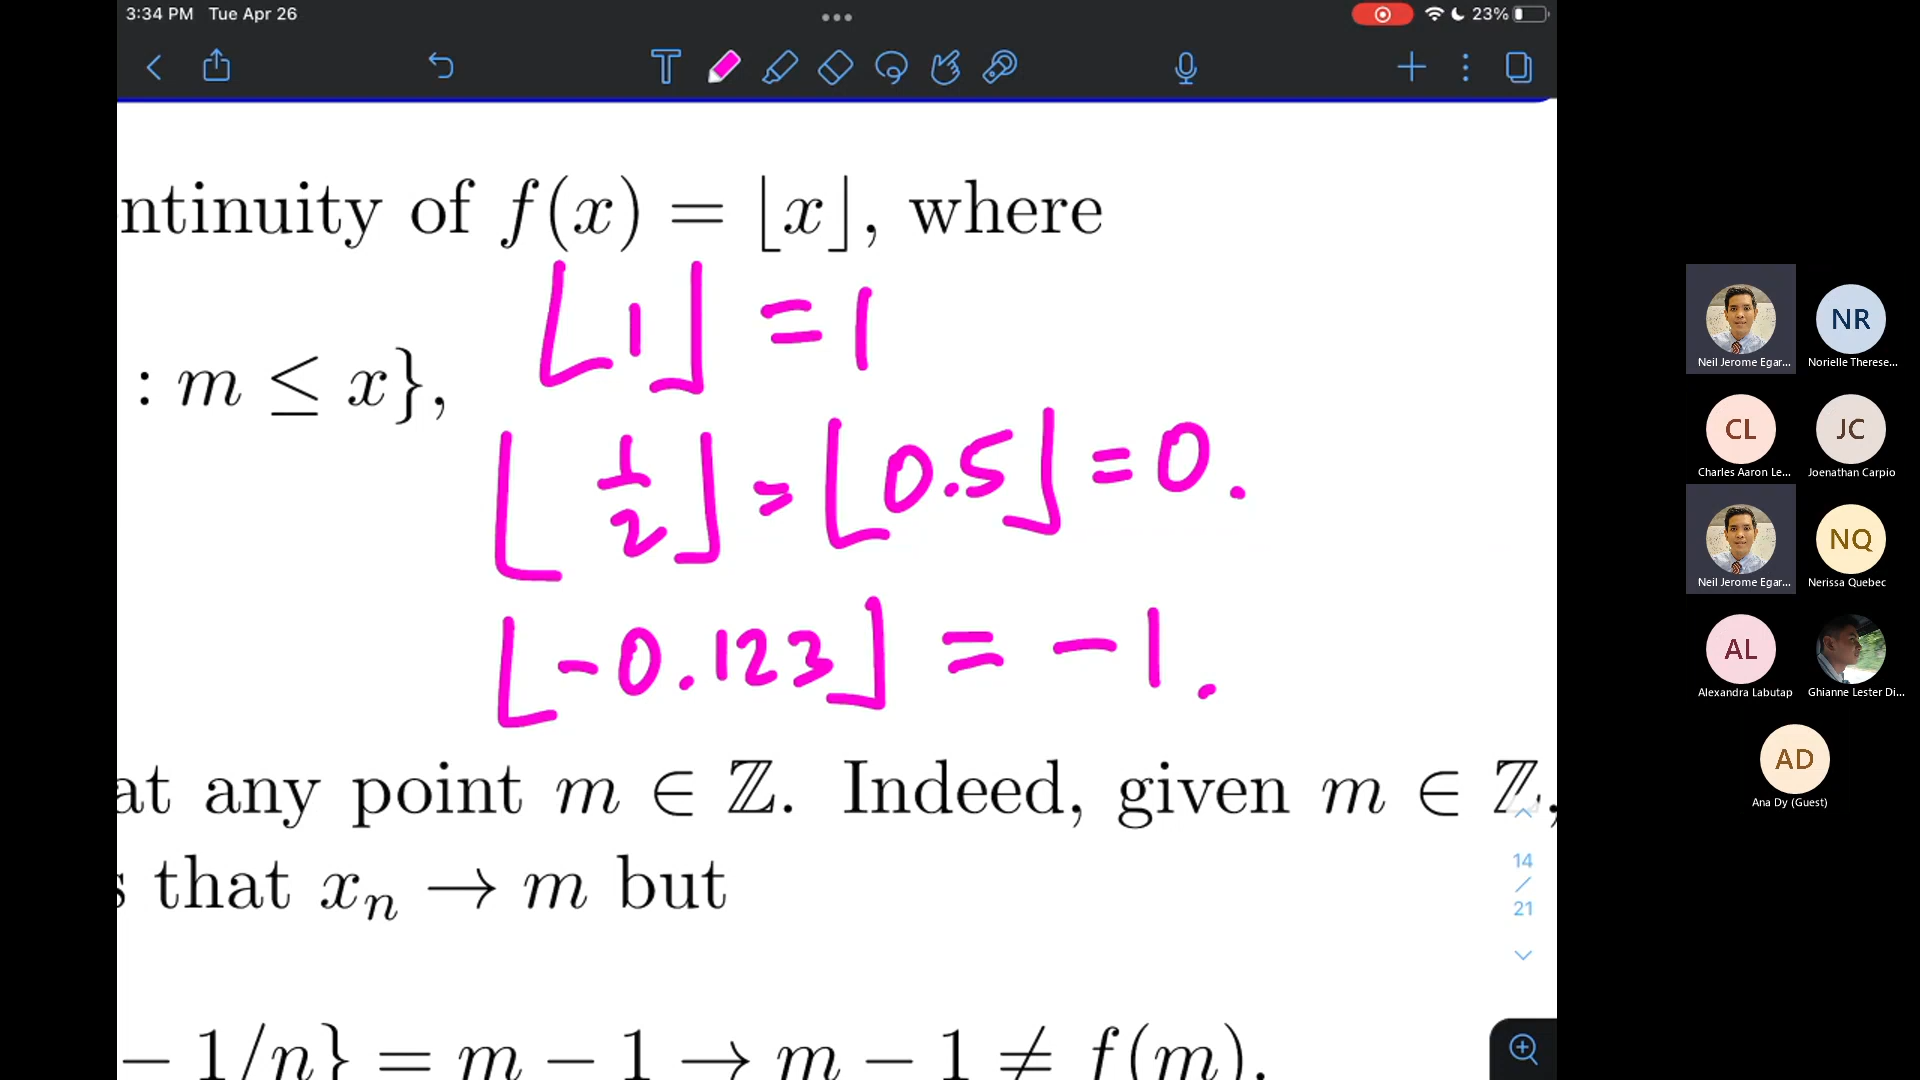 3:34 PM Tue Apr 26
23%
ntinuity of f(x) = ⌊x⌋, where
⌊1⌋ = 1
: m ≤ x},
⌊1/2⌋ = ⌊0.5⌋ = 0.
⌊-0.123⌋ = -1.
at any point m ∈ ℤ. Indeed, given m ∈ ℤ,
s that xₙ → m but
− 1/n} = m − 1 → m − 1 ≠ f(m).
14
/
21
Neil Jerome Egar...
NR
Norielle Therese...
CL
Charles Aaron Le...
JC
Joenathan Carpio
Neil Jerome Egar...
NQ
Nerissa Quebec
AL
Alexandra Labutap
Ghianne Lester Di...
AD
Ana Dy (Guest)